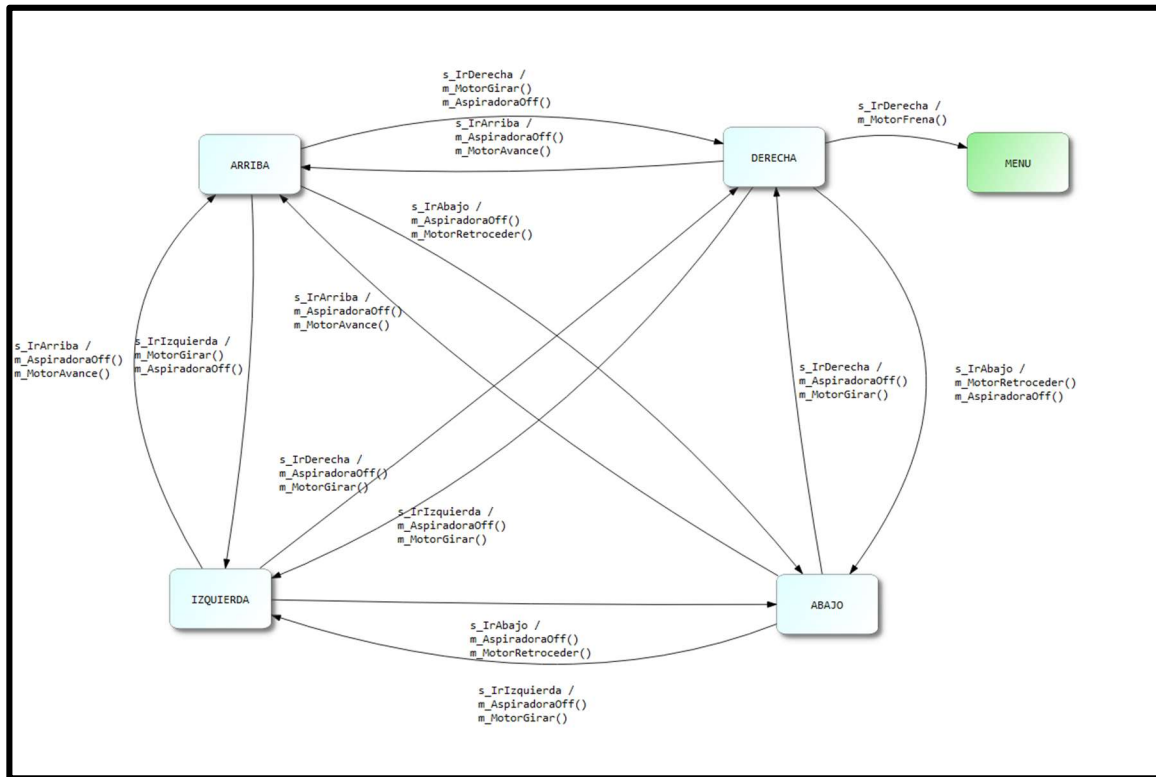 s_IrDerecha /
m_MotorGirar()
m_AspiradoraOff()
s_IrArriba /
m_AspiradoraOff()
m_MotorAvance()
s_IrDerecha /
m_MotorFrena()
ARRIBA
DERECHA
MENU
s_IrAbajo /
m_AspiradoraOff()
m_MotorRetroceder()
s_IrArriba /
m_AspiradoraOff()
m_MotorAvance()
s_IrArriba /
m_AspiradoraOff()
m_MotorAvance()
s_IrIzquierda /
m_MotorGirar()
m_AspiradoraOff()
s_IrDerecha /
m_AspiradoraOff()
m_MotorGirar()
s_IrAbajo /
m_MotorRetroceder()
m_AspiradoraOff()
s_IrDerecha /
m_AspiradoraOff()
m_MotorGirar()
s_IrIzquierda /
m_AspiradoraOff()
m_MotorGirar()
IZQUIERDA
ABAJO
s_IrAbajo /
m_AspiradoraOff()
m_MotorRetroceder()
s_IrIzquierda /
m_AspiradoraOff()
m_MotorGirar()